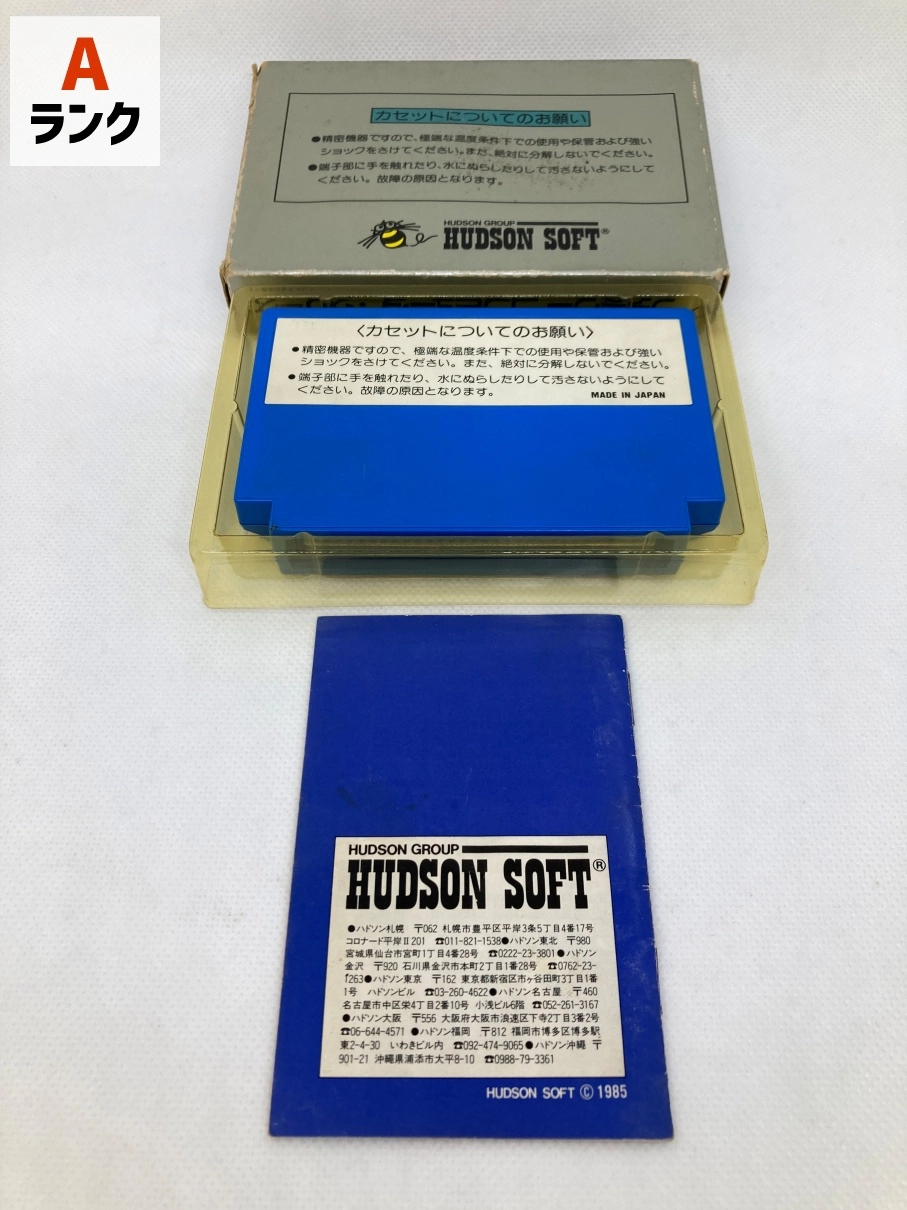 A
ランク
カセットについてのお願い
●精密機器ですので、極端な温度条件下での使用や保管および強い
ショックをさけてください。また、絶対に分解しないでください。
●端子部に手を触れたり、水にぬらしたりして汚さないようにして
ください。故障の原因となります。
HUDSON GROUP
HUDSON SOFT®
〈カセットについてのお願い〉
●精密機器ですので、極端な温度条件下での使用や保管および強い
ショックをさけてください。また、絶対に分解しないでください。
●端子部に手を触れたり、水にぬらしたりして汚さないようにして
ください。故障の原因となります。
MADE IN JAPAN
HUDSON GROUP
HUDSON SOFT®
●ハドソン札幌 〒062 札幌市豊平区平岸3条5丁目4番17号
コロナード平岸Ⅱ201 ☎011-821-1538●ハドソン東北 〒980
宮城県仙台市宮町1丁目4番28号 ☎0222-23-3801●ハドソン
金沢 〒920 石川県金沢市本町2丁目1番28号 ☎0762-23-
1263●ハドソン東京 〒162 東京都新宿区市ヶ谷田町3丁目1番
1号 ハドソンビル ☎03-260-4622●ハドソン名古屋 〒460
名古屋市中区栄4丁目2番10号 小浅ビル6階 ☎052-261-3167
●ハドソン大阪 〒556 大阪府大阪市浪速区下寺2丁目3番2号
☎06-644-4571 ●ハドソン福岡 〒812 福岡市博多区博多駅
東2-4-30 いわきビル内 ☎092-474-9065●ハドソン沖縄 〒
901-21 沖縄県浦添市大平8-10 ☎0988-79-3361
HUDSON SOFT © 1985